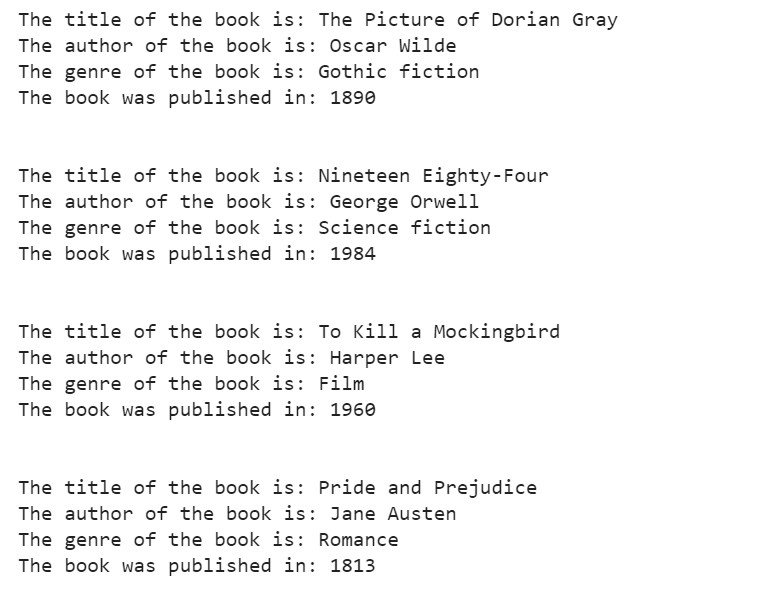 The title of the book is: The Picture of Dorian Gray
The author of the book is: Oscar Wilde
The genre of the book is: Gothic fiction
The book was published in: 1890
The title of the book is: Nineteen Eighty-Four
The author of the book is: George Orwell
The genre of the book is: Science fiction
The book was published in: 1984
The title of the book is: To Kill a Mockingbird
The author of the book is: Harper Lee
The genre of the book is: Film
The book was published in: 1960
The title of the book is: Pride and Prejudice
The author of the book is: Jane Austen
The genre of the book is: Romance
The book was published in: 1813